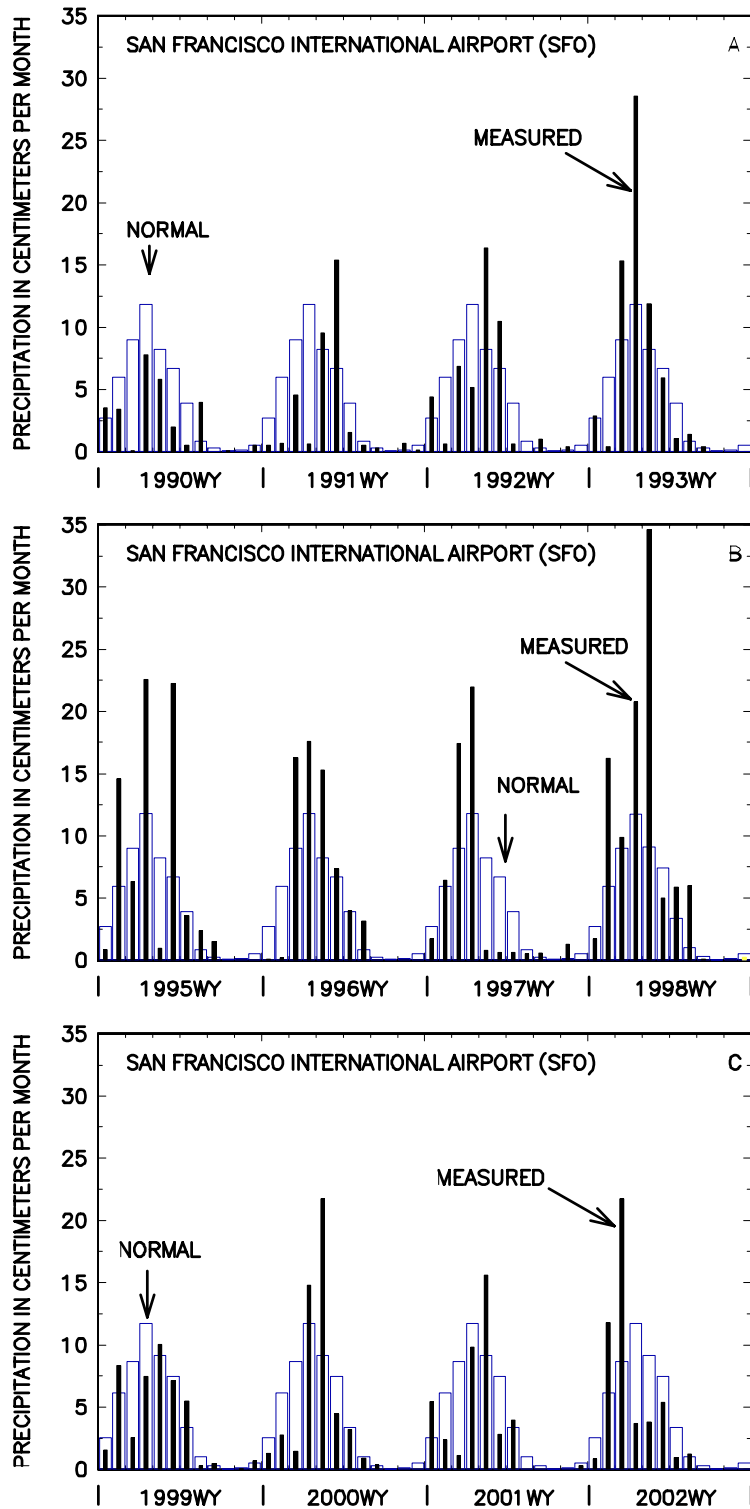 PRECIPITATION IN CENTIMETERS PER MONTH
SAN FRANCISCO INTERNATIONAL AIRPORT (SFO) A
35
30
25
20
15
10
5
0
MEASURED
NORMAL
1990WY 1991WY 1992WY 1993WY
PRECIPITATION IN CENTIMETERS PER MONTH
SAN FRANCISCO INTERNATIONAL AIRPORT (SFO) B
35
30
25
20
15
10
5
0
MEASURED
NORMAL
1995WY 1996WY 1997WY 1998WY
PRECIPITATION IN CENTIMETERS PER MONTH
SAN FRANCISCO INTERNATIONAL AIRPORT (SFO) C
35
30
25
20
15
10
5
0
MEASURED
NORMAL
1999WY 2000WY 2001WY 2002WY